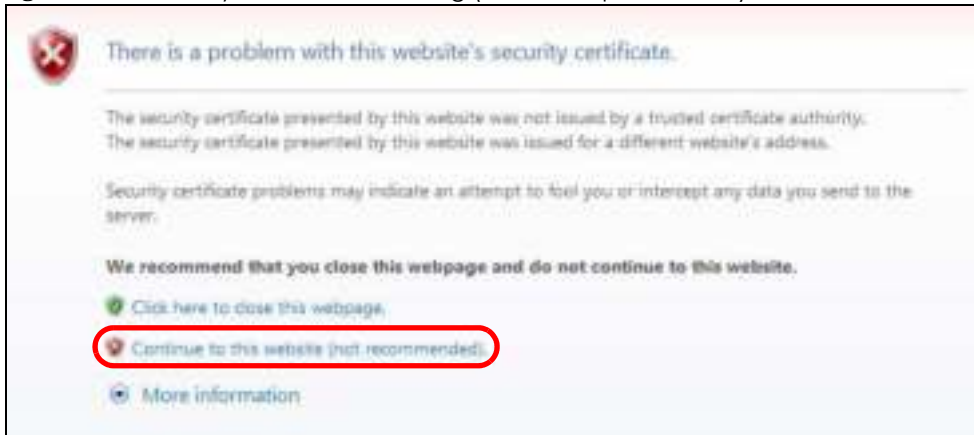 There is a problem with this website's security certificate.
The security certificate presented by this website was not issued by a trusted certificate authority.
The security certificate presented by this website was issued for a different website's address.
Security certificate problems may indicate an attempt to fool you or intercept any data you send to the
server.
We recommend that you close this webpage and do not continue to this website.
Click here to close this webpage.
Continue to this website (not recommended).
More information